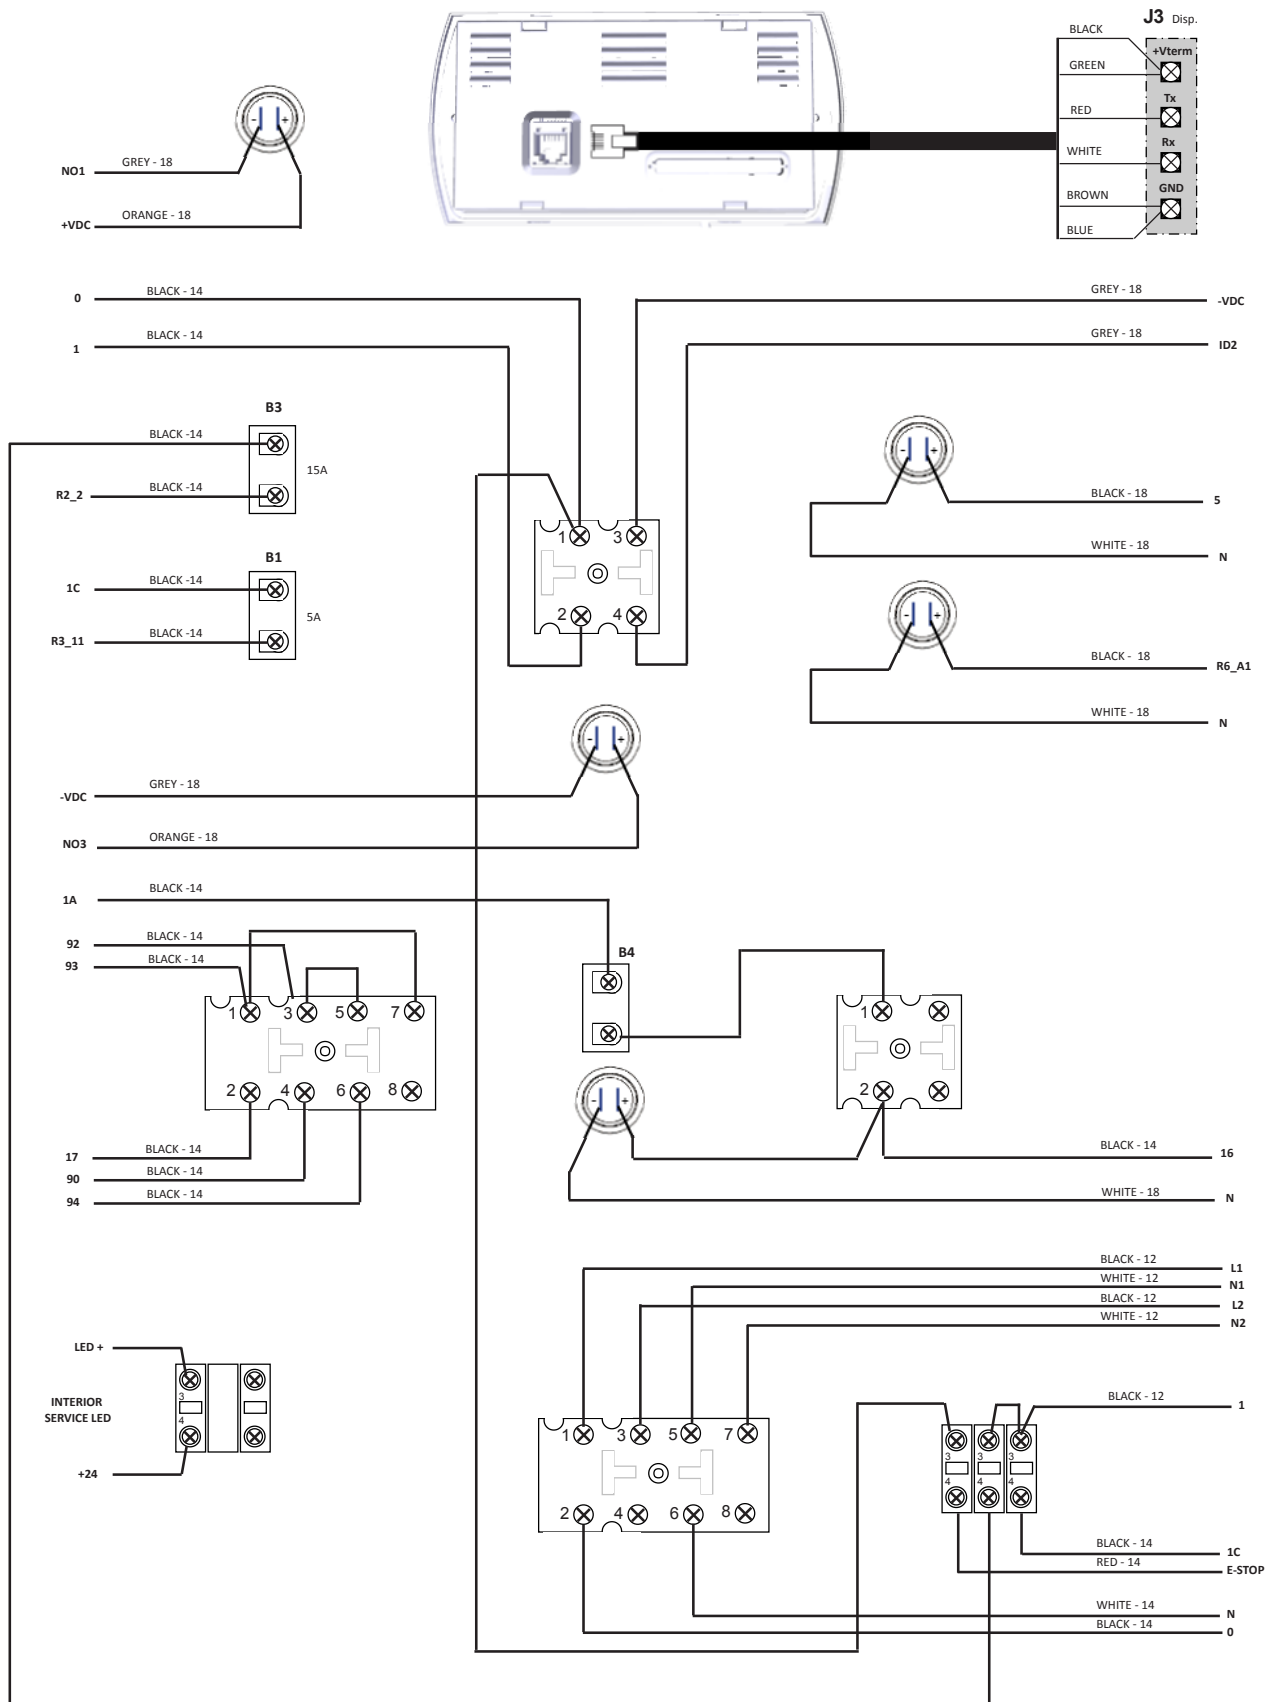 J3 Disp.
BLACK
+Vterm
GREEN
Tx
RED
Rx
WHITE
GND
BROWN
BLUE
- +
NO1 GREY - 18
+VDC ORANGE - 18
0 BLACK - 14
1 BLACK - 14
GREY - 18 -VDC
GREY - 18 ID2
B3
BLACK -14
15A
R2_2 BLACK -14
B1
1C BLACK -14
5A
R3_11 BLACK -14
1 3
2 4
- +
BLACK - 18 5
WHITE - 18 N
- +
BLACK - 18 R6_A1
WHITE - 18 N
- +
-VDC GREY - 18
NO3 ORANGE - 18
1A BLACK -14
92 BLACK - 14
93 BLACK - 14
B4
1 3 5 7
2 4 6 8
1
2
- +
17 BLACK - 14
90 BLACK - 14
94 BLACK - 14
BLACK - 14 16
WHITE - 18 N
BLACK - 12 L1
WHITE - 12 N1
BLACK - 12 L2
WHITE - 12 N2
LED +
3
4
INTERIOR
SERVICE LED
+24
1 3 5 7
2 4 6 8
BLACK - 12 1
3 3 3
4 4 4
BLACK - 14 1C
RED - 14 E-STOP
WHITE - 14 N
BLACK - 14 0